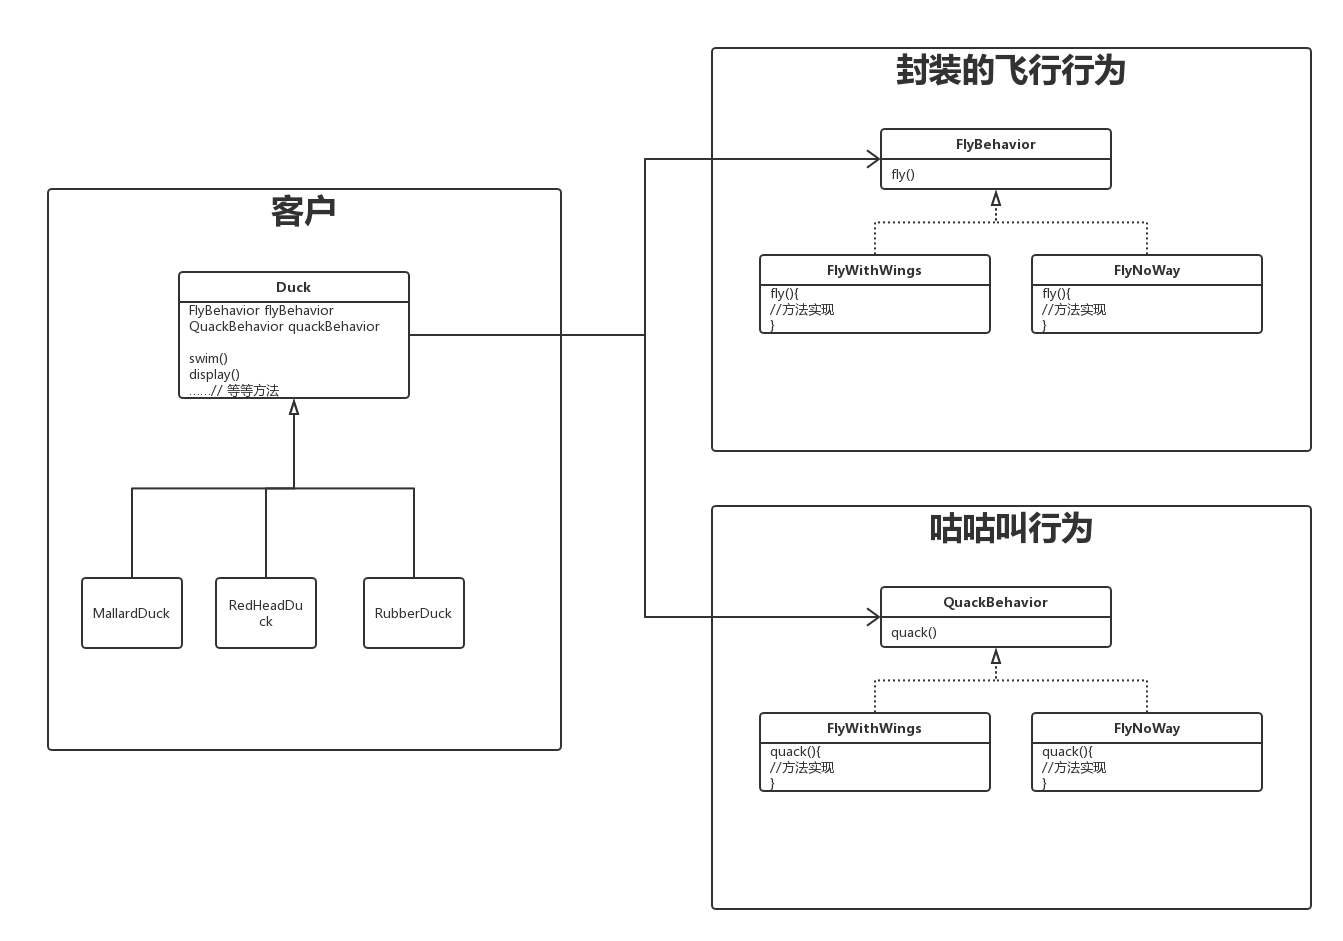 客户
Duck
FlyBehavior flyBehavior
QuackBehavior quackBehavior
swim()
display()
……// 等等方法
MallardDuck
RedHeadDu
ck
RubberDuck
封装的飞行行为
FlyBehavior
fly()
FlyWithWings
fly(){
//方法实现
}
FlyNoWay
fly(){
//方法实现
}
咕咕叫行为
QuackBehavior
quack()
FlyWithWings
quack(){
//方法实现
}
FlyNoWay
quack(){
//方法实现
}